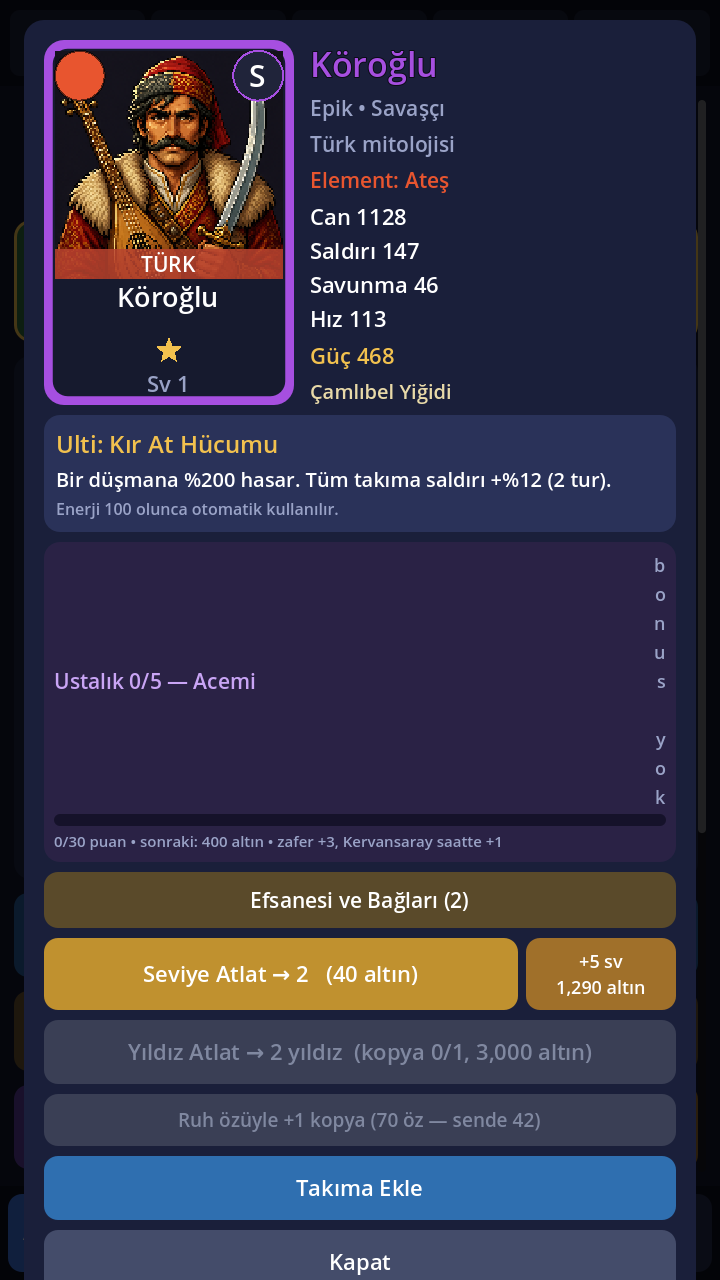 S
TÜRK
Köroğlu
Sv 1
Köroğlu
Epik • Savaşçı
Türk mitolojisi
Element: Ateş
Can 1128
Saldırı 147
Savunma 46
Hız 113
Güç 468
Çamlıbel Yiğidi
Ulti: Kır At Hücumu
Bir düşmana %200 hasar. Tüm takıma saldırı +%12 (2 tur).
Enerji 100 olunca otomatik kullanılır.
Ustalık 0/5 — Acemi
b
o
n
u
s
y
o
k
0/30 puan • sonraki: 400 altın • zafer +3, Kervansaray saatte +1
Efsanesi ve Bağları (2)
Seviye Atlat → 2 (40 altın)
+5 sv
1,290 altın
Yıldız Atlat → 2 yıldız (kopya 0/1, 3,000 altın)
Ruh özüyle +1 kopya (70 öz — sende 42)
Takıma Ekle
Kapat